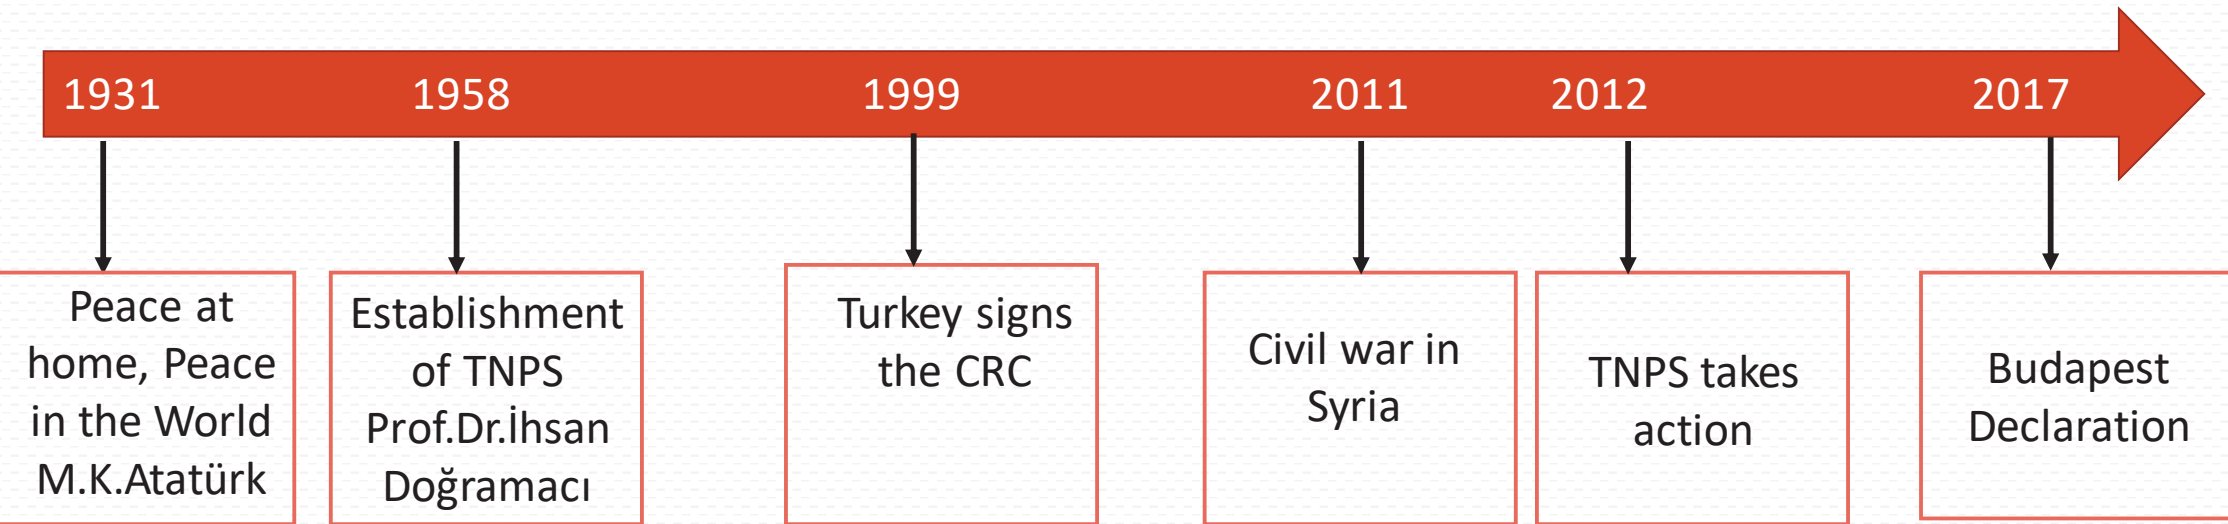 1931 1958 1999 2011 2012 2017
Peace at
home, Peace
in the World
M.K.Atatürk
Establishment
of TNPS
Prof.Dr.İhsan
Doğramacı
Turkey signs
the CRC
Civil war in
Syria
TNPS takes
action
Budapest
Declaration